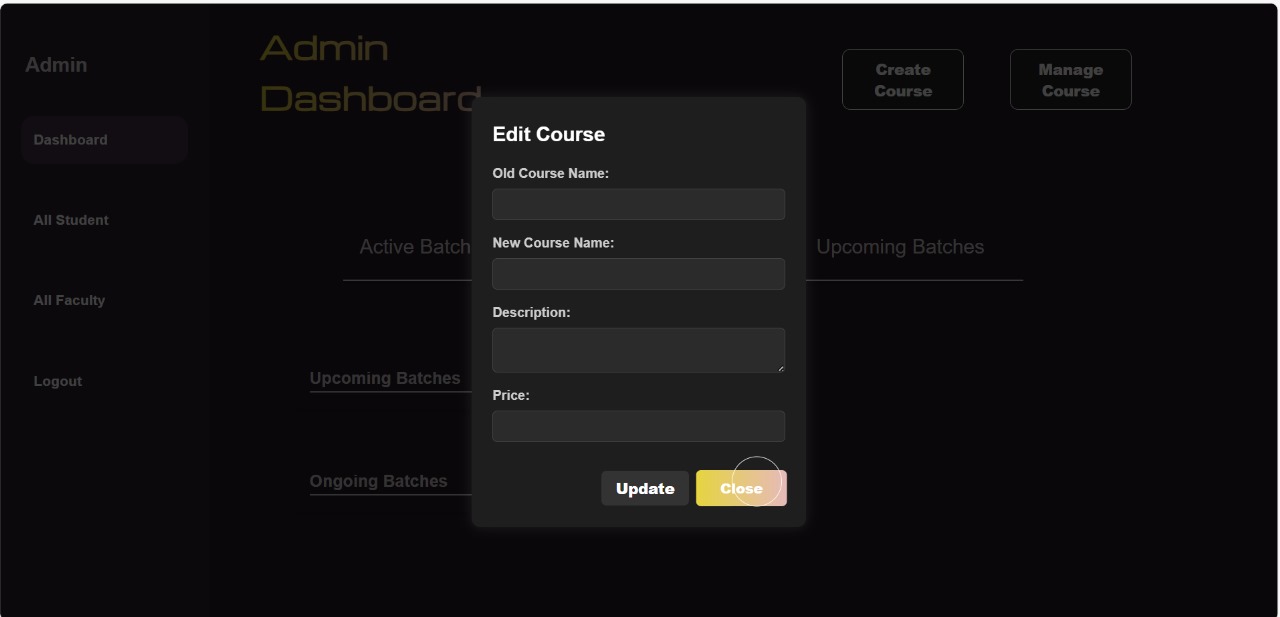 Admin
Dashboard
All Student
All Faculty
Logout
Admin
Dashboard
Create
Course
Manage
Course
Active Batch
Upcoming Batches
Upcoming Batches
Ongoing Batches
Edit Course
Old Course Name:
New Course Name:
Description:
Price:
Update
Close